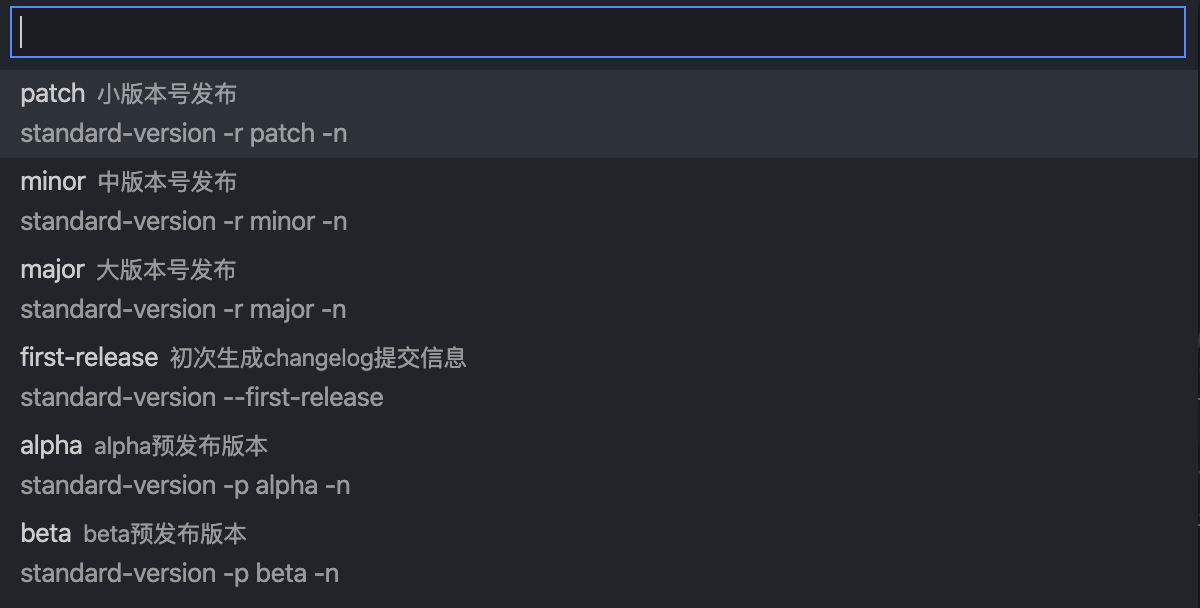 patch 小版本号发布
standard-version -r patch -n
minor 中版本号发布
standard-version -r minor -n
major 大版本号发布
standard-version -r major -n
first-release 初次生成changelog提交信息
standard-version --first-release
alpha alpha预发布版本
standard-version -p alpha -n
beta beta预发布版本
standard-version -p beta -n